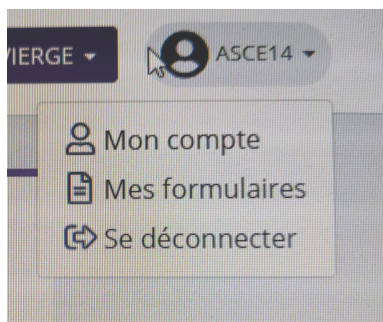 VIERGE
ASCE14
Mon compte
Mes formulaires
Se déconnecter